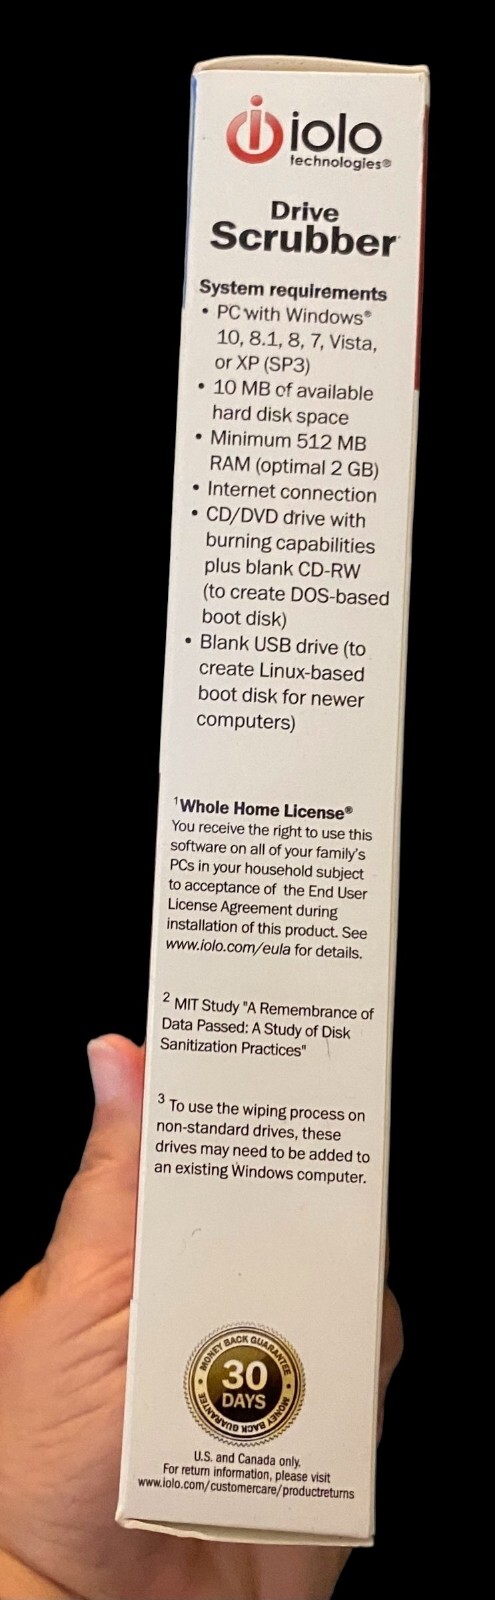 iolo
technologies®
Drive
Scrubber
System requirements
• PC with Windows®
10, 8.1, 8, 7, Vista,
or XP (SP3)
• 10 MB of available
hard disk space
• Minimum 512 MB
RAM (optimal 2 GB)
• Internet connection
• CD/DVD drive with
burning capabilities
plus blank CD-RW
(to create DOS-based
boot disk)
• Blank USB drive (to
create Linux-based
boot disk for newer
computers)
1Whole Home License®
You receive the right to use this
software on all of your family's
PCs in your household subject
to acceptance of the End User
License Agreement during
installation of this product. See
www.iolo.com/eula for details.
2 MIT Study "A Remembrance of
Data Passed: A Study of Disk
Sanitization Practices"
3 To use the wiping process on
non-standard drives, these
drives may need to be added to
an existing Windows computer.
MONEY BACK GUARANTEE
30
DAYS
MONEY BACK GUARANTEE
U.S. and Canada only.
For return information, please visit
www.iolo.com/customercare/productreturns